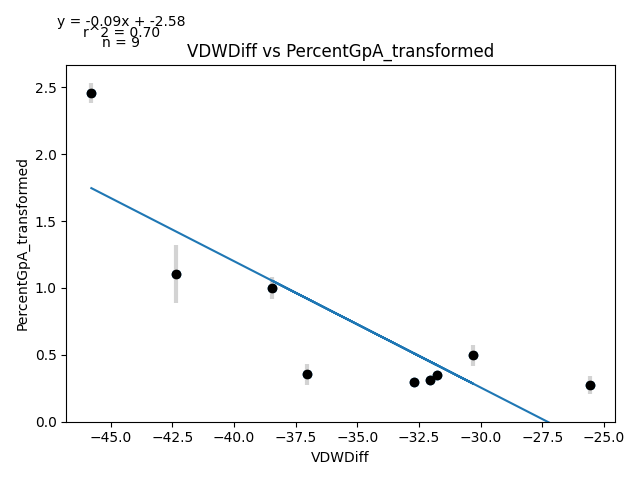 y = -0.09x + -2.58
r^2 = 0.70
n = 9
VDWDiff vs PercentGpA_transformed
PercentGpA_transformed
2.5
2.0
1.5
1.0
0.5
0.0
−45.0 −42.5 −40.0 −37.5 −35.0 −32.5 −30.0 −27.5 −25.0
VDWDiff